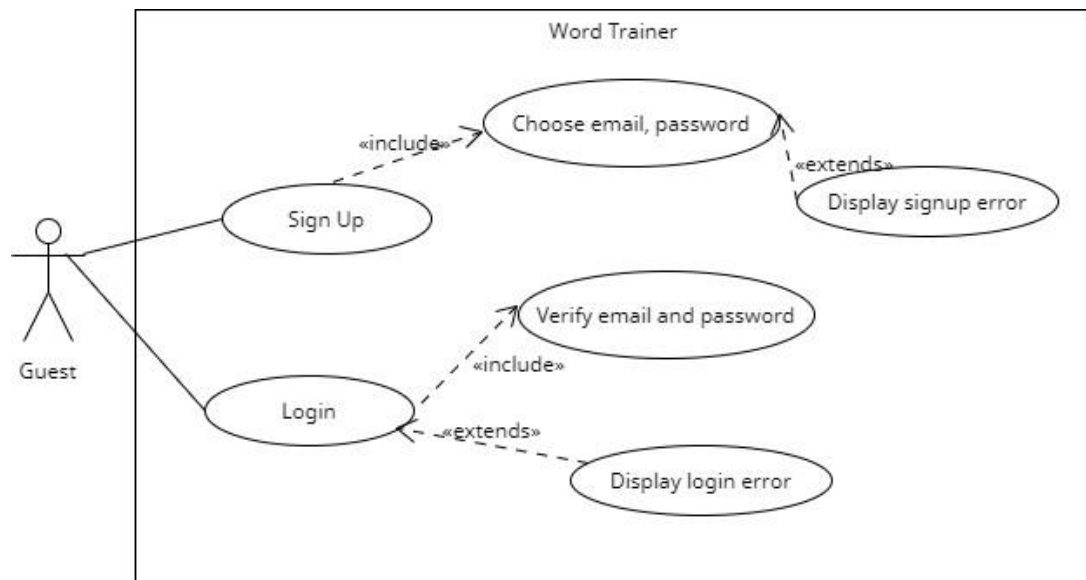 Word Trainer
Choose email, password
«include»
«extends»
Sign Up
Display signup error
Verify email and password
«include»
Guest
Login
«extends»
Display login error